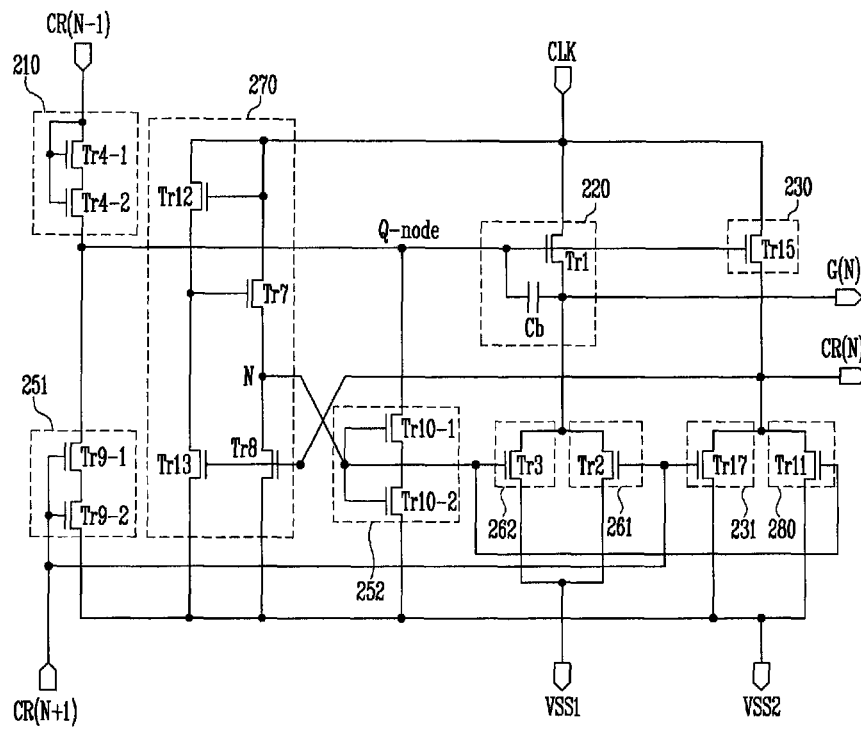 CR(N-1)
CLK
210
270
Tr4-1
220
230
Tr12
Tr4-2
Q-node
Tr1
Tr15
G(N)
Tr7
Cb
CR(N)
N
251
Tr10-1
Tr9-1
Tr13
Tr8
Tr3
Tr2
Tr17
Tr11
Tr10-2
Tr9-2
262
261
231
280
252
CR(N+1)
VSS1
VSS2